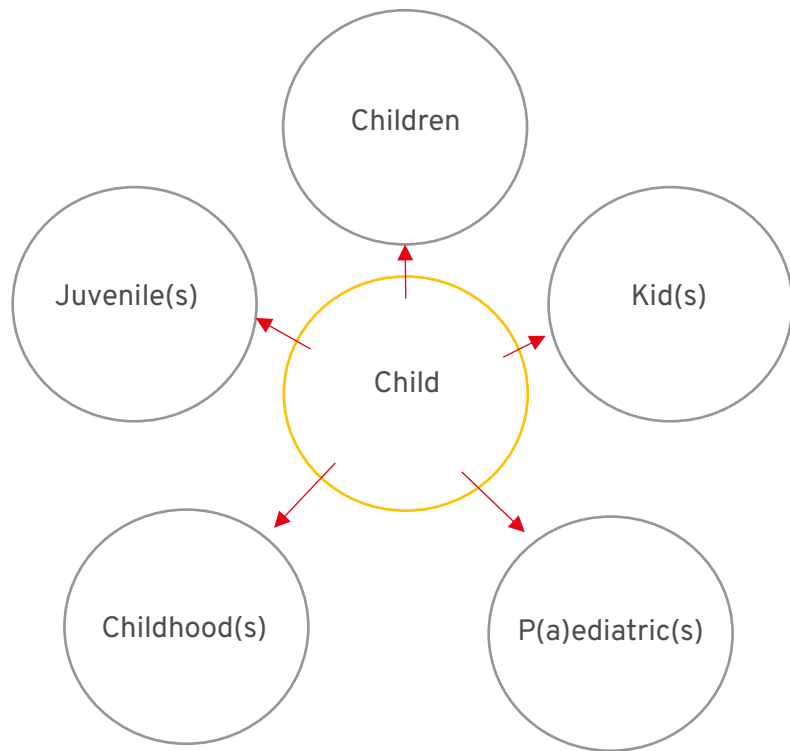 Children
Juvenile(s)
Kid(s)
Child
Childhood(s)
P(a)ediatric(s)